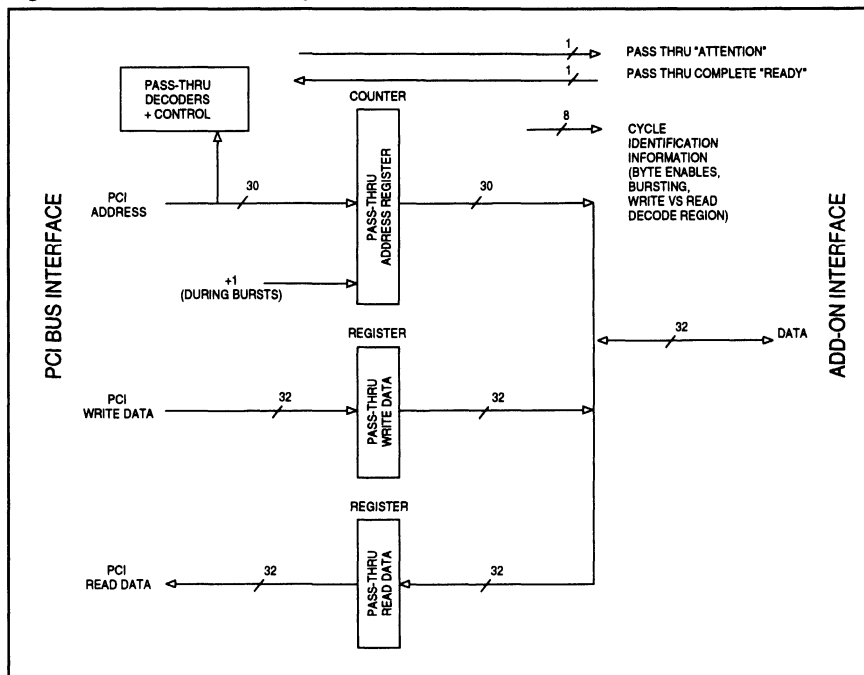 1
PASS THRU "ATTENTION"
1
PASS THRU COMPLETE "READY"
PASS-THRU
DECODERS
+ CONTROL
COUNTER
8
CYCLE
IDENTIFICATION
INFORMATION
(BYTE ENABLES,
BURSTING,
WRITE VS READ
DECODE REGION)
PCI
ADDRESS
30
PASS-THRU
ADDRESS REGISTER
30
+1
(DURING BURSTS)
PCI BUS INTERFACE
ADD-ON INTERFACE
32
DATA
REGISTER
PCI
WRITE DATA
32
PASS-THRU
WRITE DATA
32
REGISTER
PCI
READ DATA
32
PASS-THRU
READ DATA
32